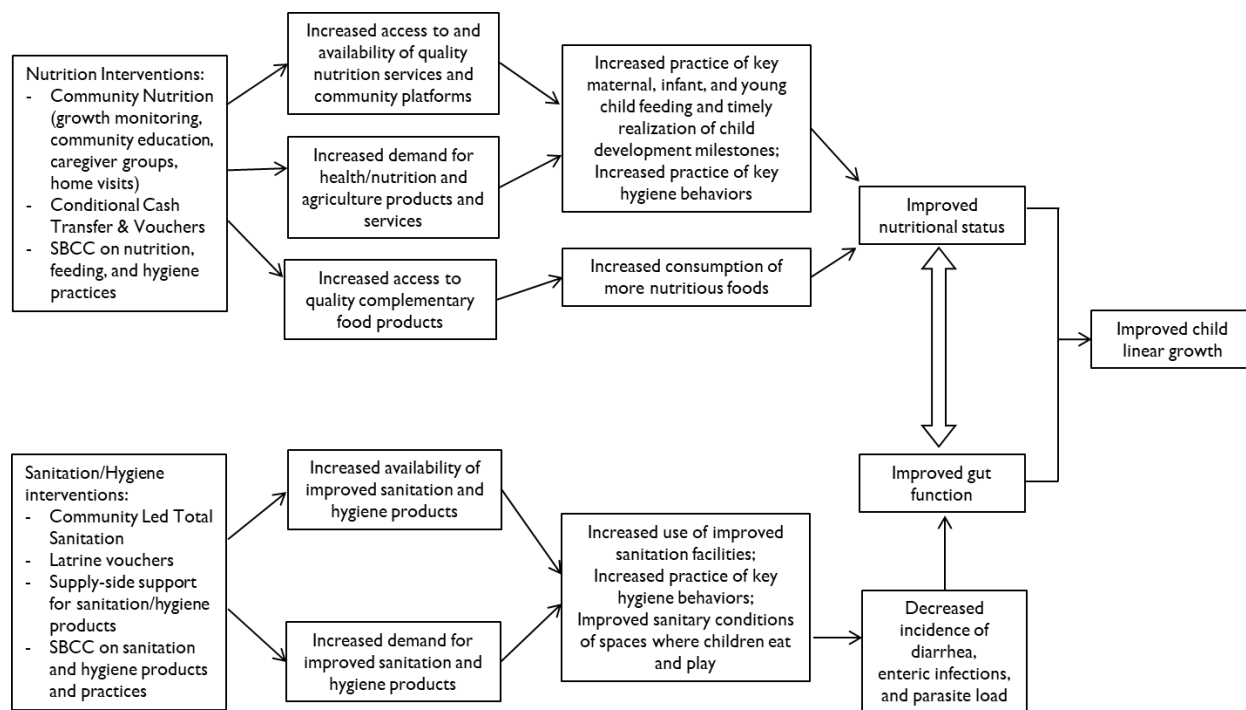 Nutrition Interventions:
- Community Nutrition
(growth monitoring,
community education,
caregiver groups,
home visits)
- Conditional Cash
Transfer & Vouchers
- SBCC on nutrition,
feeding, and hygiene
practices
Increased access to and
availability of quality
nutrition services and
community platforms
Increased demand for
health/nutrition and
agriculture products and
services
Increased access to
quality complementary
food products
Increased practice of key
maternal, infant, and young
child feeding and timely
realization of child
development milestones;
Increased practice of key
hygiene behaviors
Increased consumption of
more nutritious foods
Improved
nutritional status
Improved child
linear growth
Sanitation/Hygiene
interventions:
- Community Led Total
Sanitation
- Latrine vouchers
- Supply-side support
for sanitation/hygiene
products
- SBCC on sanitation
and hygiene products
and practices
Increased availability of
improved sanitation and
hygiene products
Increased demand for
improved sanitation and
hygiene products
Increased use of improved
sanitation facilities;
Increased practice of key
hygiene behaviors;
Improved sanitary conditions
of spaces where children eat
and play
Improved gut
function
Decreased
incidence of
diarrhea,
enteric infections,
and parasite load